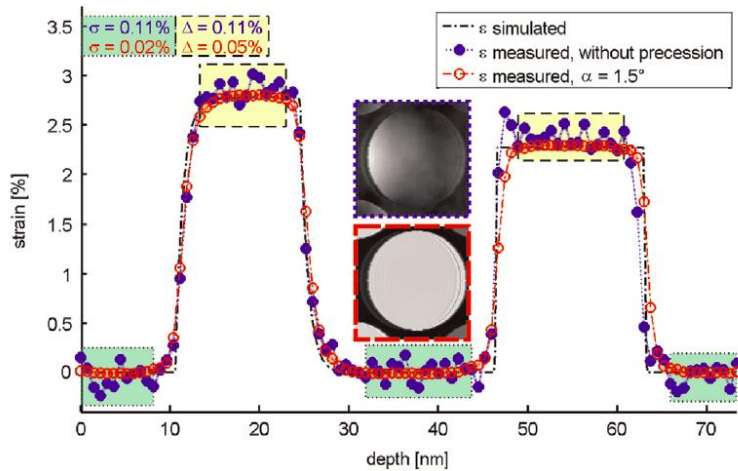 σ = 0.11% Δ = 0.11%
σ = 0.02% Δ = 0.05%
ε simulated
ε measured, without precession
ε measured, α = 1.5°
3.5
3
2.5
2
1.5
1
0.5
0
strain [%]
0 10 20 30 40 50 60 70
depth [nm]